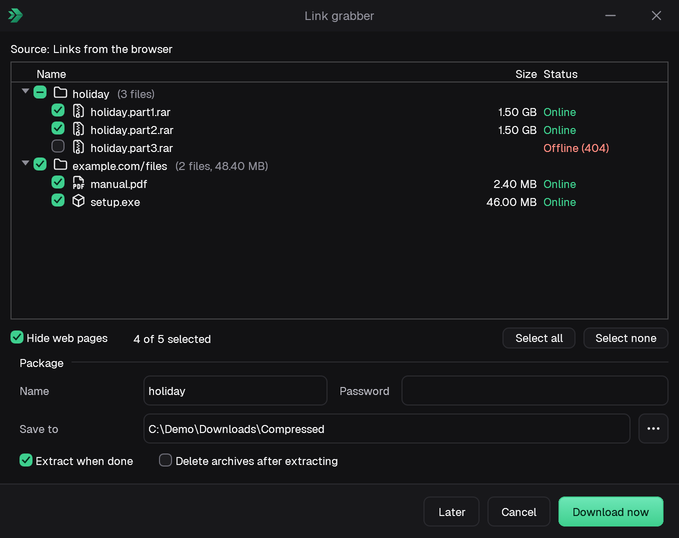 Link grabber
Source: Links from the browser
Name Size Status
holiday (3 files)
holiday.part1.rar 1.50 GB Online
holiday.part2.rar 1.50 GB Online
holiday.part3.rar Offline (404)
example.com/files (2 files, 48.40 MB)
manual.pdf 2.40 MB Online
setup.exe 46.00 MB Online
Hide web pages 4 of 5 selected Select all Select none
Package
Name holiday Password
Save to C:\Demo\Downloads\Compressed ...
Extract when done Delete archives after extracting
Later Cancel Download now